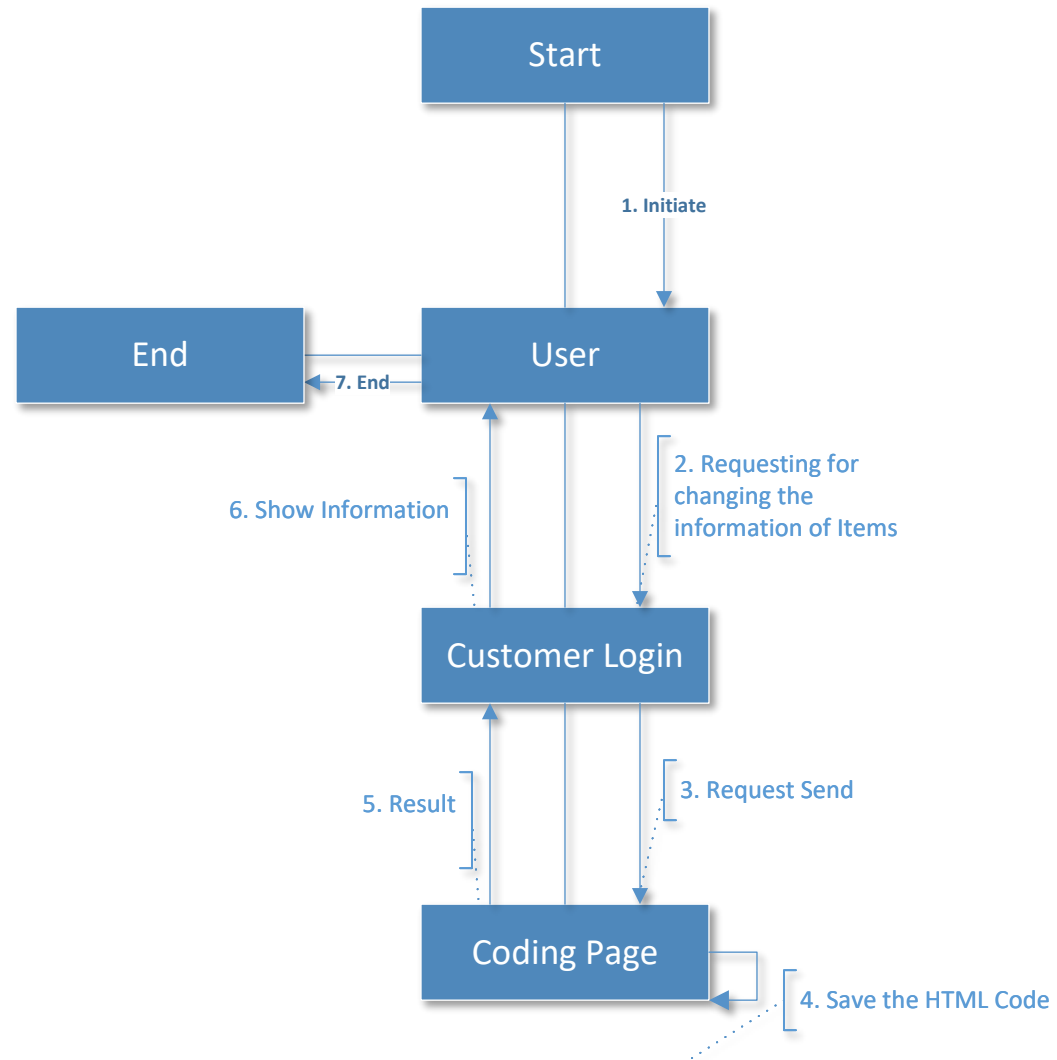 Start
1. Initiate
End
User
7. End
2. Requesting for
changing the
information of Items
6. Show Information
Customer Login
3. Request Send
5. Result
Coding Page
4. Save the HTML Code